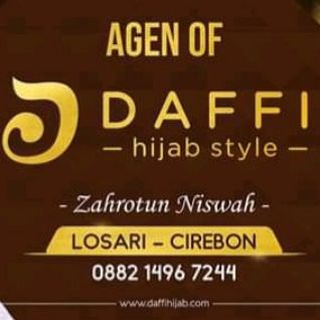 AGEN OF
DAFFI
– hijab style –
- Zahrotun Niswah -
LOSARI – CIREBON
0882 1496 7244
www.daffihijab.com